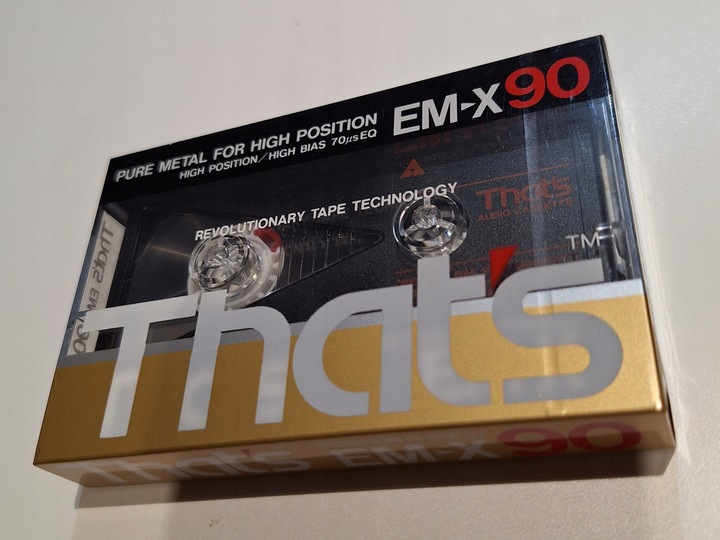 EM-X90
PURE METAL FOR HIGH POSITION
HIGH POSITION/HIGH BIAS 70μs EQ
REVOLUTIONARY TAPE TECHNOLOGY
That's
That's™
That's EM-X90